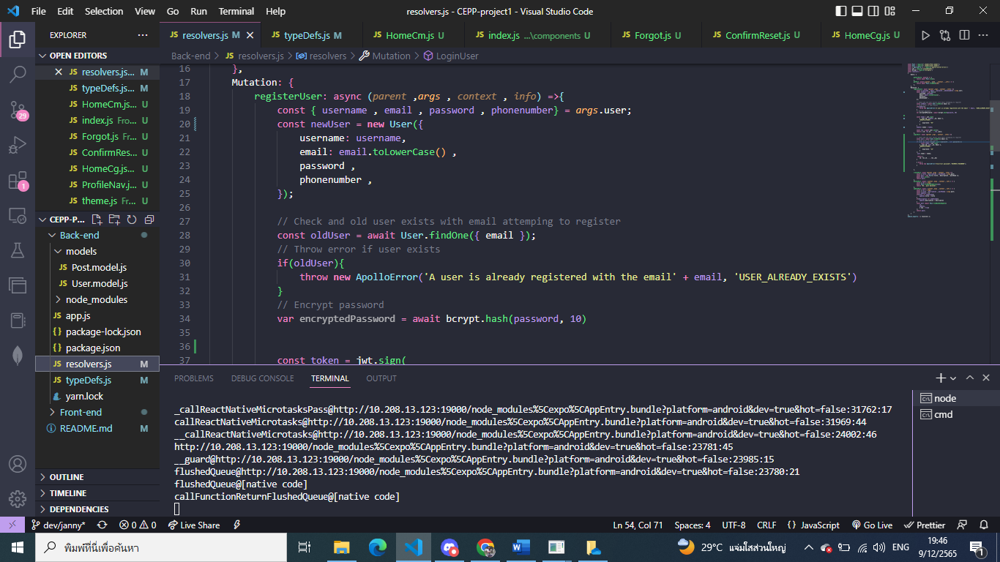 File Edit Selection View Go Run Terminal Help
resolvers.js - CEPP-project1 - Visual Studio Code
EXPLORER
OPEN EDITORS
resolvers.js... M
typeDefs.js... M
HomeCm.js... U
index.js Fro... U
Forgot.js Fr... U
ConfirmRes... U
HomeCg.js... U
ProfileNav.j... U
theme.js Fr... U
CEPP-P...
Back-end
models
Post.model.js
User.model.js
node_modules
app.js
package-lock.json
package.json
resolvers.js M
typeDefs.js M
yarn.lock
Front-end
README.md M
OUTLINE
TIMELINE
DEPENDENCIES
29
1
resolvers.js M
typeDefs.js M
HomeCm.js U
index.js ...\components U
Forgot.js U
ConfirmReset.js U
HomeCg.js U
Back-end > resolvers.js > resolvers > Mutation > LoginUser
16 },
17 Mutation: {
18 registerUser: async (parent ,args , context , info) =>{
19 const { username , email , password , phonenumber} = args.user;
20 const newUser = new User({
21 username: username,
22 email: email.toLowerCase() ,
23 password ,
24 phonenumber ,
25 });
26
27 // Check and old user exists with email attemping to register
28 const oldUser = await User.findOne({ email });
29 // Throw error if user exists
30 if(oldUser){
31 throw new ApolloError('A user is already registered with the email' + email, 'USER_ALREADY_EXISTS')
32 }
33 // Encrypt password
34 var encryptedPassword = await bcrypt.hash(password, 10)
35
36
37 const token = jwt.sign(
PROBLEMS DEBUG CONSOLE TERMINAL OUTPUT
_callReactNativeMicrotasksPass@http://10.208.13.123:19000/node_modules%5Cexpo%5CAppEntry.bundle?platform=android&dev=true&hot=false:31762:17
callReactNativeMicrotasks@http://10.208.13.123:19000/node_modules%5Cexpo%5CAppEntry.bundle?platform=android&dev=true&hot=false:31969:44
__callReactNativeMicrotasks@http://10.208.13.123:19000/node_modules%5Cexpo%5CAppEntry.bundle?platform=android&dev=true&hot=false:24002:46
http://10.208.13.123:19000/node_modules%5Cexpo%5CAppEntry.bundle?platform=android&dev=true&hot=false:23781:45
__guard@http://10.208.13.123:19000/node_modules%5Cexpo%5CAppEntry.bundle?platform=android&dev=true&hot=false:23985:15
flushedQueue@http://10.208.13.123:19000/node_modules%5Cexpo%5CAppEntry.bundle?platform=android&dev=true&hot=false:23780:21
flushedQueue@[native code]
callFunctionReturnFlushedQueue@[native code]
node
cmd
dev/janny* 0 0 Live Share
Ln 54, Col 71 Spaces: 4 UTF-8 CRLF {} JavaScript Go Live Prettier
พิมพ์ที่นี่เพื่อค้นหา
29°C แจ่มใสส่วนใหญ่
ENG
19:46
9/12/2565
1